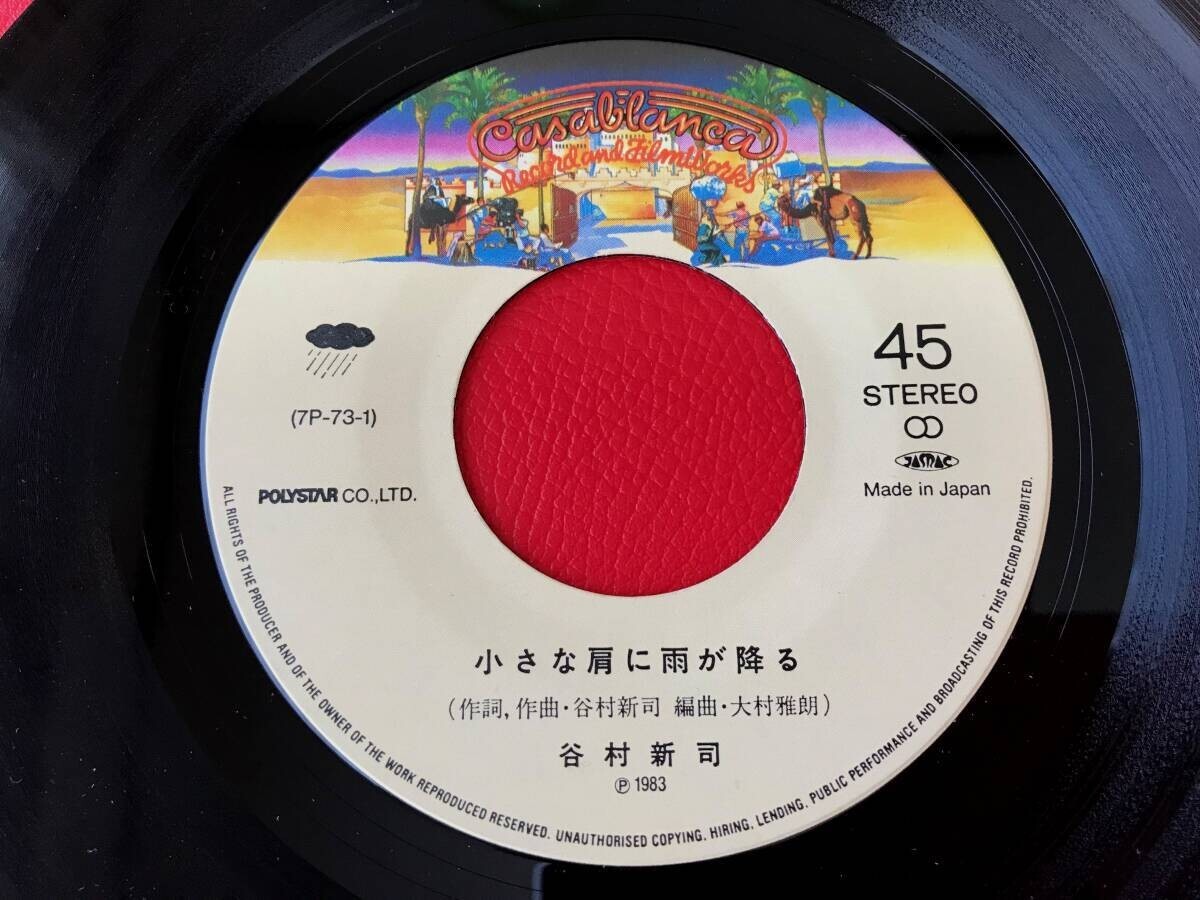 Casablanca
Record and FilmWorks
(7P-73-1)
POLYSTAR CO.,LTD.
45
STEREO
JASRAC
Made in Japan
小さな肩に雨が降る
(作詞,作曲・谷村新司 編曲・大村雅朗)
谷村新司
Ⓟ1983
ALL RIGHTS OF THE PRODUCER AND OF THE OWNER OF THE WORK REPRODUCED RESERVED. UNAUTHORISED COPYING, HIRING, LENDING, PUBLIC PERFORMANCE AND BROADCASTING OF THIS RECORD PROHIBITED.